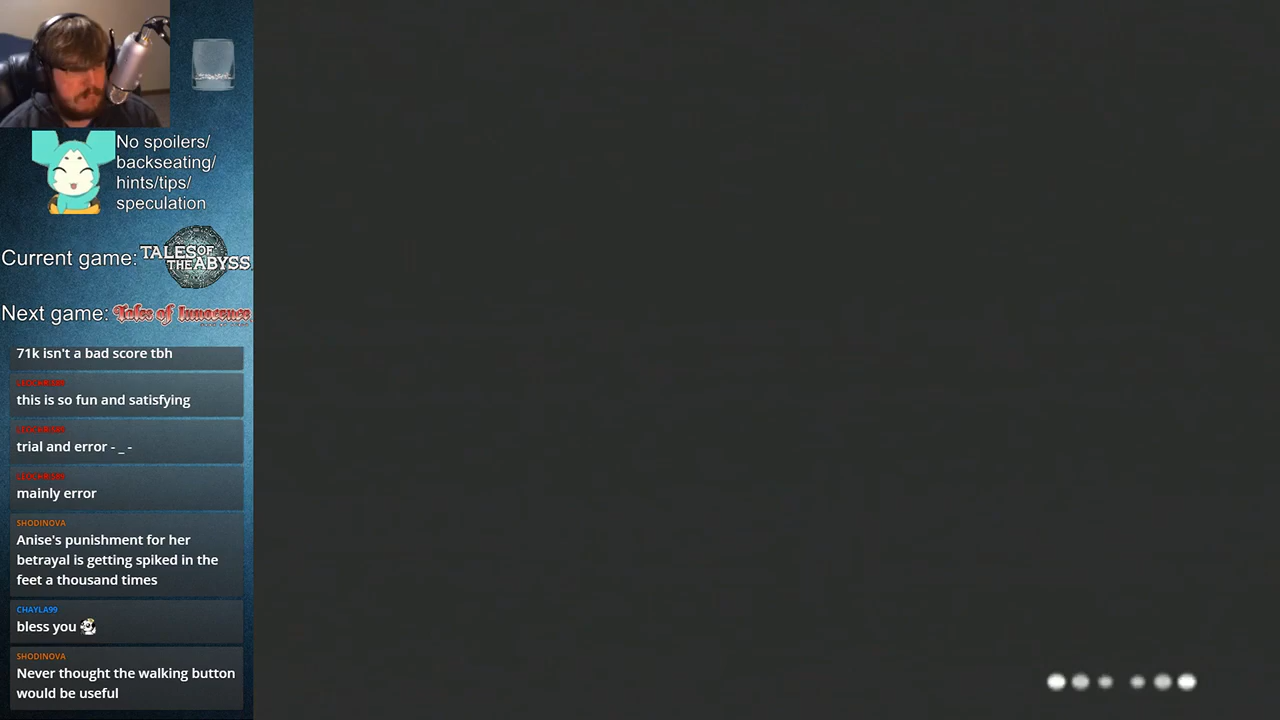 No spoilers/
backseating/
hints/tips/
speculation
Current game: TALES OF THE ABYSS
Next game: Tales of Innocence
71k isn't a bad score tbh
this is so fun and satisfying
trial and error - _ -
mainly error
SHODINOVA
Anise's punishment for her
betrayal is getting spiked in the
feet a thousand times
CHAYLA99
bless you
SHODINOVA
Never thought the walking button
would be useful